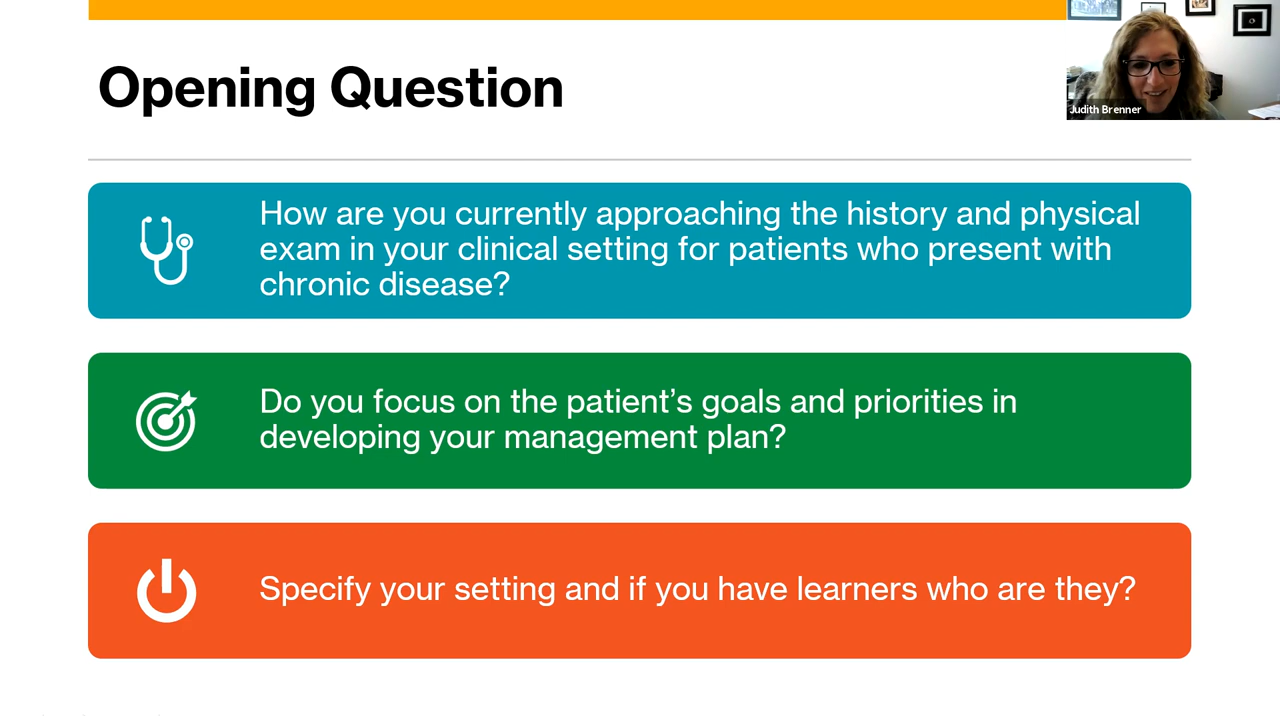 Opening Question
Judith Brenner
How are you currently approaching the history and physical
exam in your clinical setting for patients who present with
chronic disease?
Do you focus on the patient’s goals and priorities in
developing your management plan?
Specify your setting and if you have learners who are they?